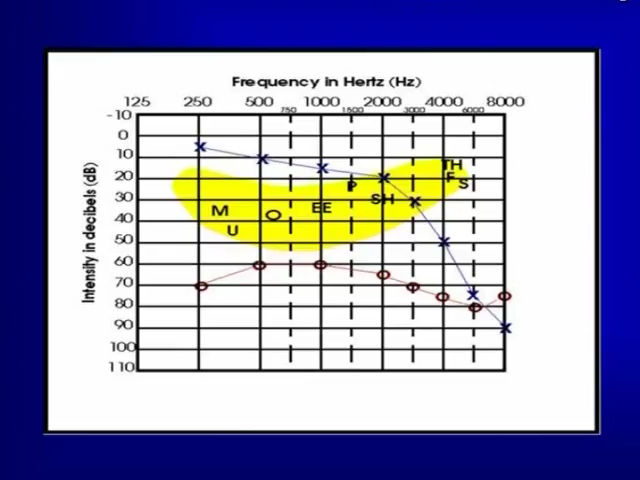 Frequency in Hertz (Hz)
125 250 500 750 1000 1500 2000 3000 4000 6000 8000
Intensity in decibels (dB)
-10
0
10
20
30
40
50
60
70
80
90
100
110
TH
F S
P
SH
EE
M
O
U